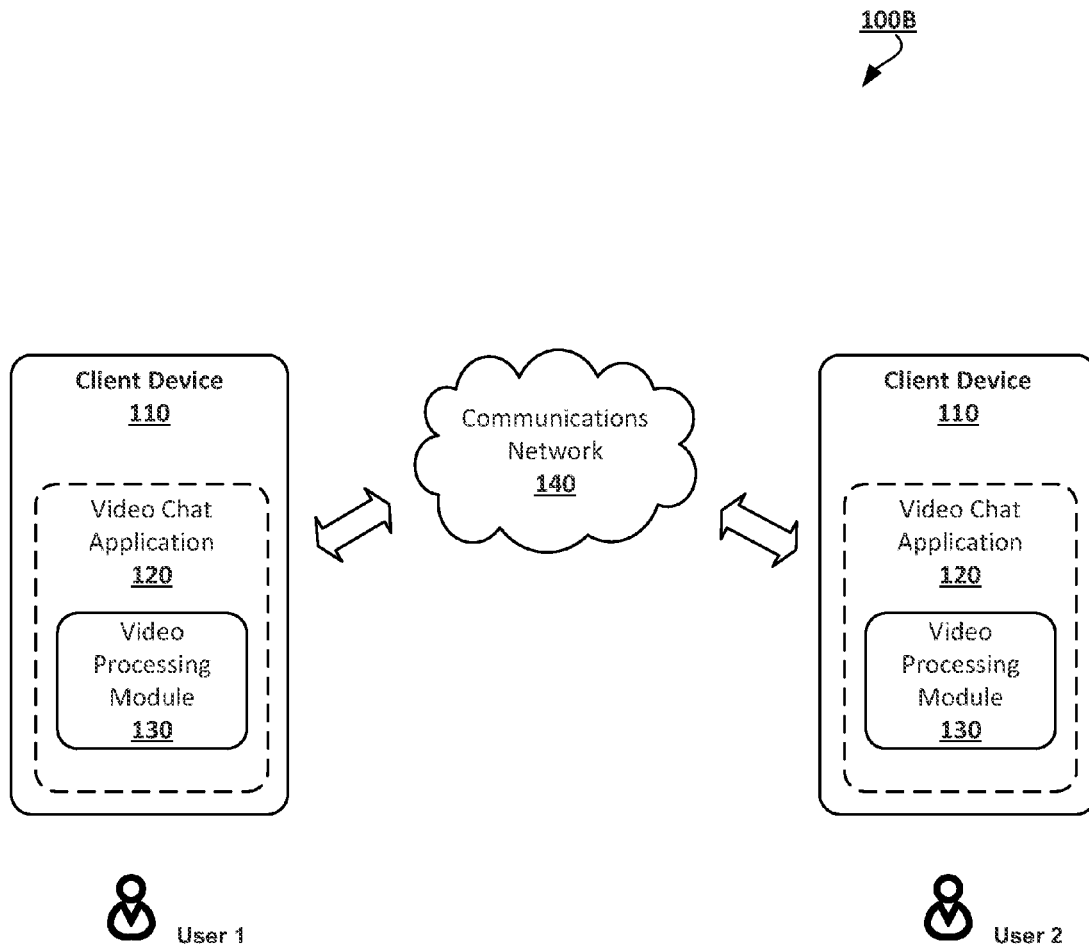 100B
Client Device
110
Video Chat
Application
120
Video
Processing
Module
130
User 1
Communications
Network
140
Client Device
110
Video Chat
Application
120
Video
Processing
Module
130
User 2